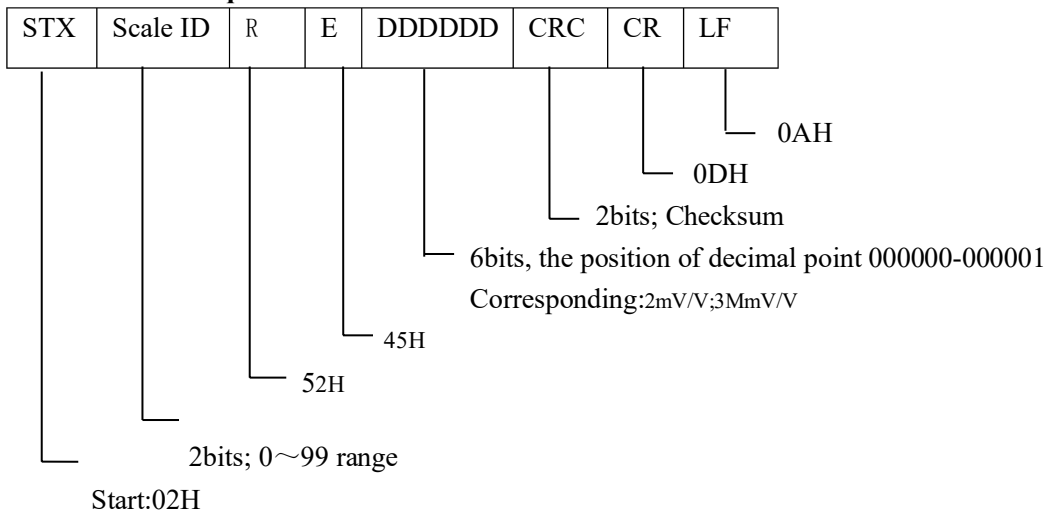 STX Scale ID R E DDDDDD CRC CR LF
0AH
0DH
2bits; Checksum
6bits, the position of decimal point 000000-000001
Corresponding:2mV/V;3MmV/V
45H
52H
2bits; 0～99 range
Start:02H